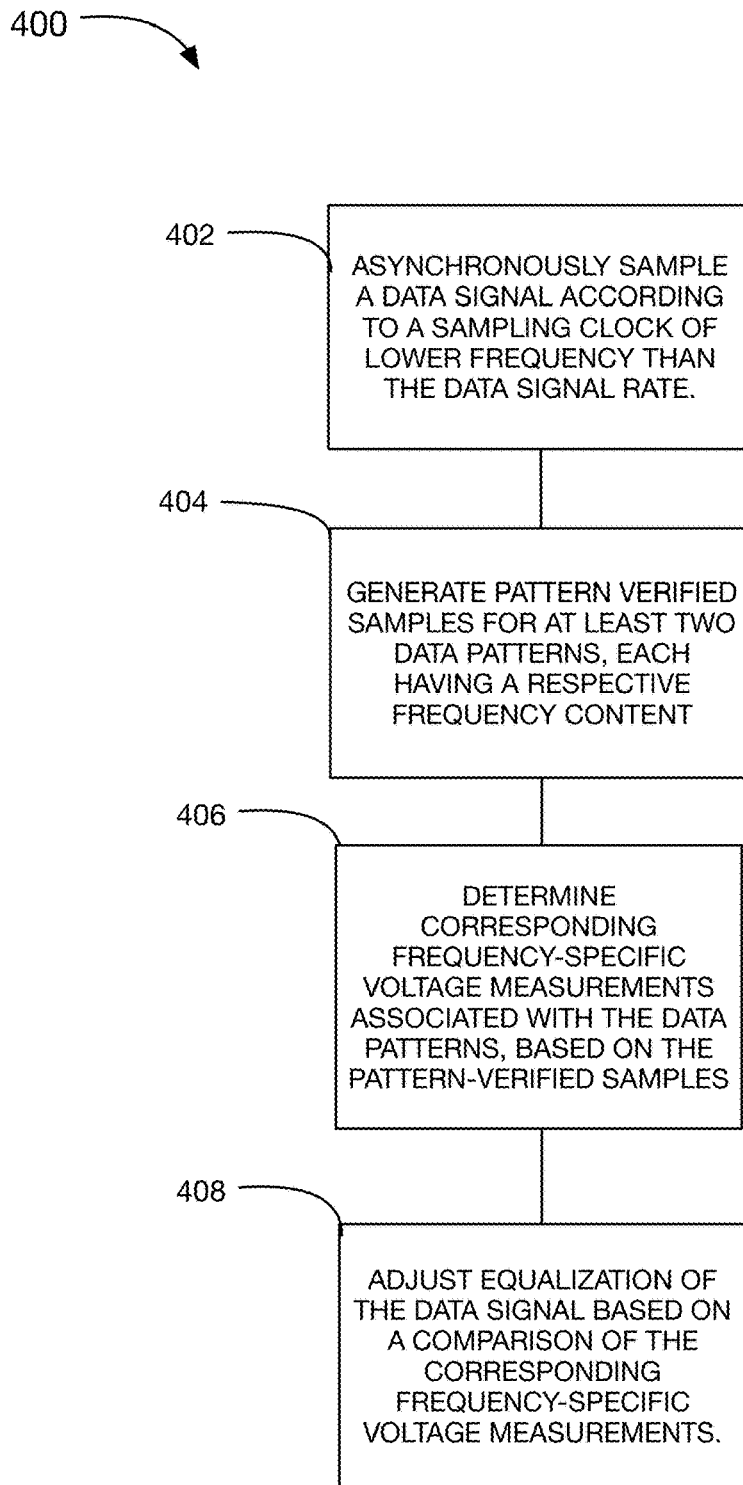 400
402
ASYNCHRONOUSLY SAMPLE
A DATA SIGNAL ACCORDING
TO A SAMPLING CLOCK OF
LOWER FREQUENCY THAN
THE DATA SIGNAL RATE.
404
GENERATE PATTERN VERIFIED
SAMPLES FOR AT LEAST TWO
DATA PATTERNS, EACH
HAVING A RESPECTIVE
FREQUENCY CONTENT
406
DETERMINE
CORRESPONDING
FREQUENCY-SPECIFIC
VOLTAGE MEASUREMENTS
ASSOCIATED WITH THE DATA
PATTERNS, BASED ON THE
PATTERN-VERIFIED SAMPLES
408
ADJUST EQUALIZATION OF
THE DATA SIGNAL BASED ON
A COMPARISON OF THE
CORRESPONDING
FREQUENCY-SPECIFIC
VOLTAGE MEASUREMENTS.